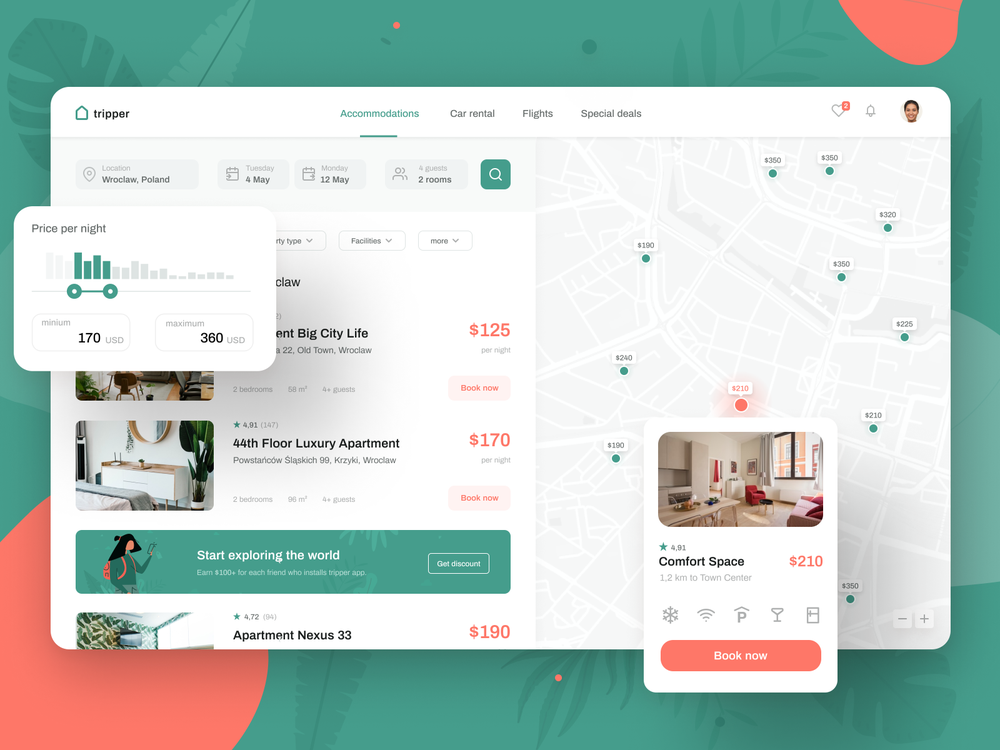 tripper
Accommodations
Car rental
Flights
Special deals
2
Location
Wroclaw, Poland
Tuesday
4 May
Monday
12 May
4 guests
2 rooms
Price per night
minium
170 USD
maximum
360 USD
rty type
Facilities
more
claw
2)
ent Big City Life
a 22, Old Town, Wroclaw
2 bedrooms
58 m²
4+ guests
$125
per night
Book now
4,91 (147)
44th Floor Luxury Apartment
Powstańców Śląskich 99, Krzyki, Wroclaw
2 bedrooms
96 m²
4+ guests
$170
per night
Book now
Start exploring the world
Earn $100+ for each friend who installs tripper app.
Get discount
4,72 (94)
Apartment Nexus 33
$190
$350
$350
$320
$190
$350
$225
$240
$210
$210
$190
$350
4,91
Comfort Space
$210
1,2 km to Town Center
P
Book now